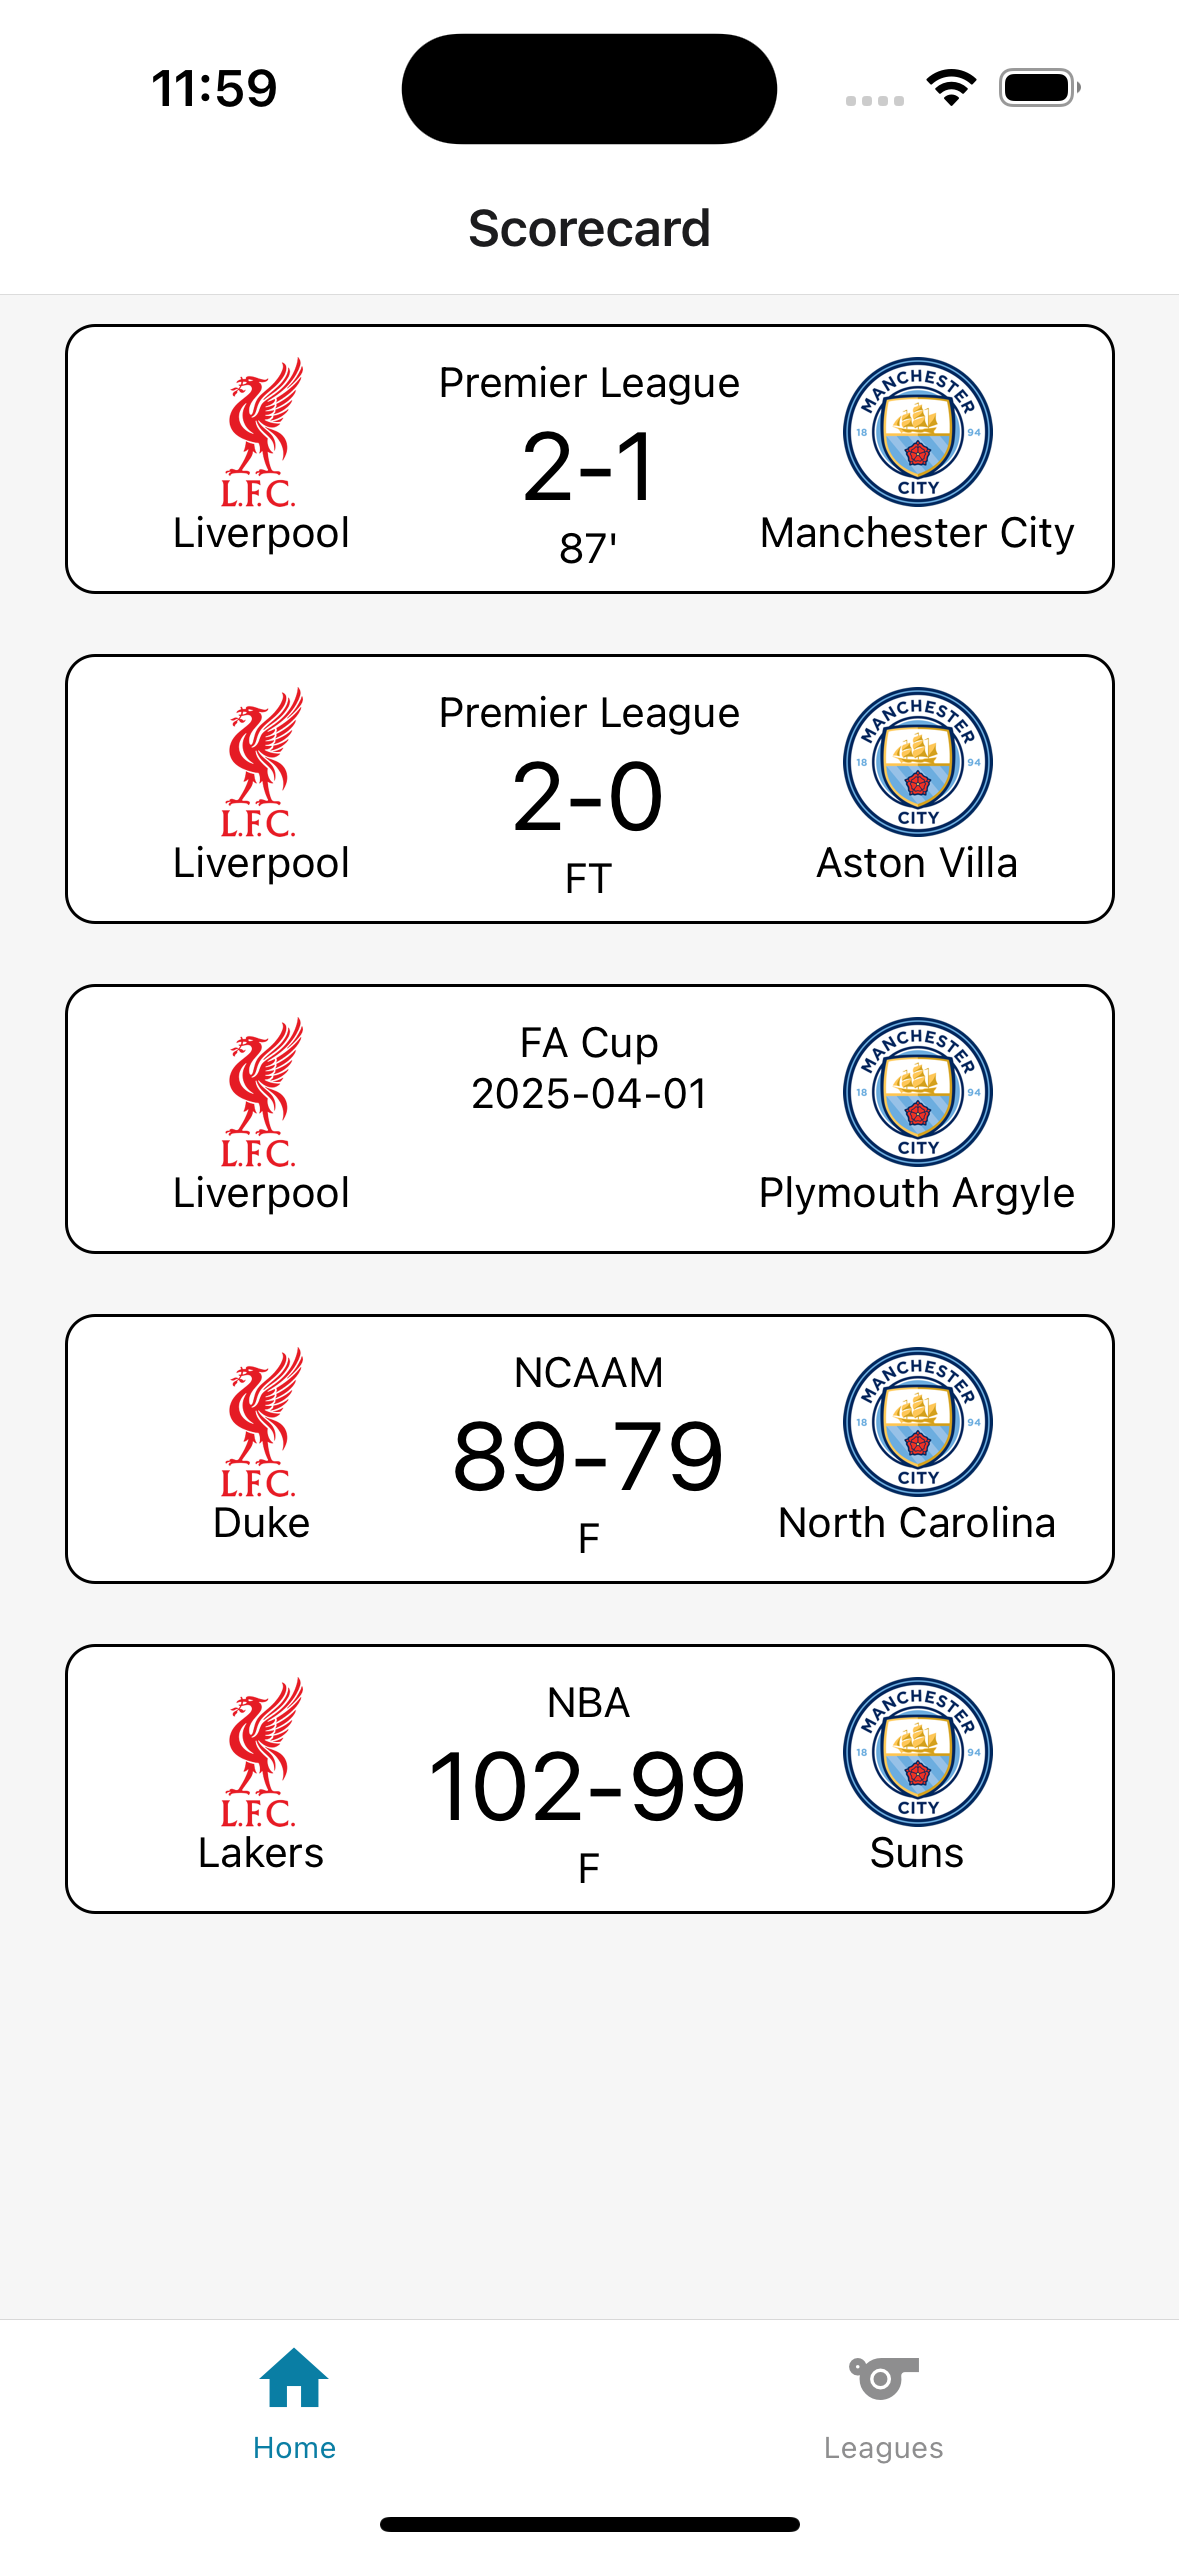 11:59
Scorecard
Premier League
2-1
87'
L.F.C.
Liverpool
MANCHESTER
18 94
CITY
Manchester City
Premier League
2-0
FT
L.F.C.
Liverpool
MANCHESTER
18 94
CITY
Aston Villa
FA Cup
2025-04-01
L.F.C.
Liverpool
MANCHESTER
18 94
CITY
Plymouth Argyle
NCAAM
89-79
F
L.F.C.
Duke
MANCHESTER
18 94
CITY
North Carolina
NBA
102-99
F
L.F.C.
Lakers
MANCHESTER
18 94
CITY
Suns
Home
Leagues